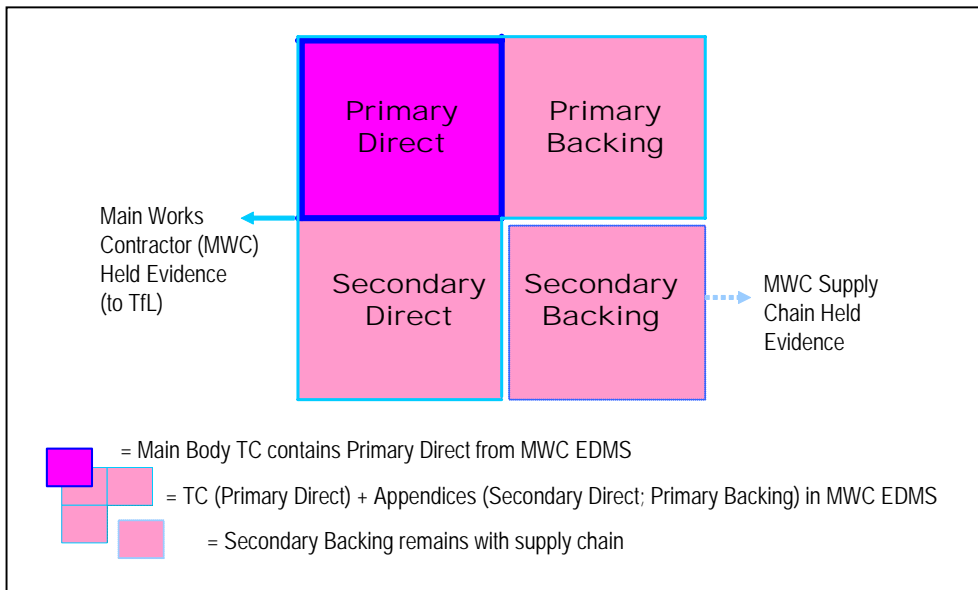 Primary
Direct
Primary
Backing
Main Works
Contractor (MWC)
Held Evidence
(to TfL)
Secondary
Direct
Secondary
Backing
MWC Supply
Chain Held
Evidence
= Main Body TC contains Primary Direct from MWC EDMS
= TC (Primary Direct) + Appendices (Secondary Direct; Primary Backing) in MWC EDMS
= Secondary Backing remains with supply chain